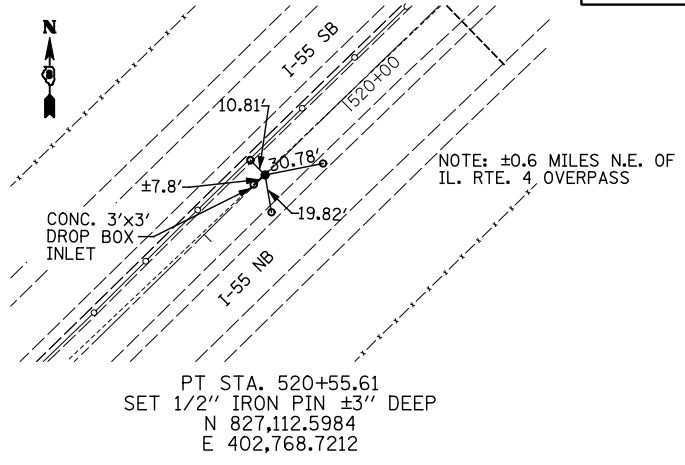 N
I-55 SB
520+00
10.81'
30.78'
±7.8'
19.82'
NOTE: ±0.6 MILES N.E. OF
IL. RTE. 4 OVERPASS
CONC. 3'x3'
DROP BOX
INLET
I-55 NB
PT STA. 520+55.61
SET 1/2" IRON PIN ±3" DEEP
N 827,112.5984
E 402,768.7212